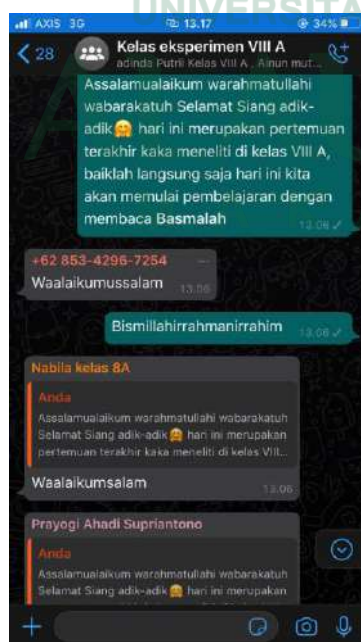 UNIVERSITA
AXIS 3G 13.17 34%
28 Kelas eksperimen VIII A
adinda Putrii Kelas VIII A , Ainun mut...
Assalamualaikum warahmatullahi
wabarakatuh Selamat Siang adik-
adik🤗 hari ini merupakan pertemuan
terakhir kaka meneliti di kelas VIII A,
baiklah langsung saja hari ini kita
akan memulai pembelajaran dengan
membaca Basmalah
13.06
+62 853-4296-7254
Waalaikumussalam 13.06
Bismillahirrahmanirrahim 13.06
Nabila kelas 8A
Anda
Assalamualaikum warahmatullahi wabarakatuh
Selamat Siang adik-adik🤗 hari ini merupakan
pertemuan terakhir kaka meneliti di kelas VIII...
Waalaikumsalam 13.06
Prayogi Ahadi Supriantono
Anda
Assalamualaikum warahmatullahi wabarakatuh
Selamat Siang adik-adik🤗 hari ini merupakan